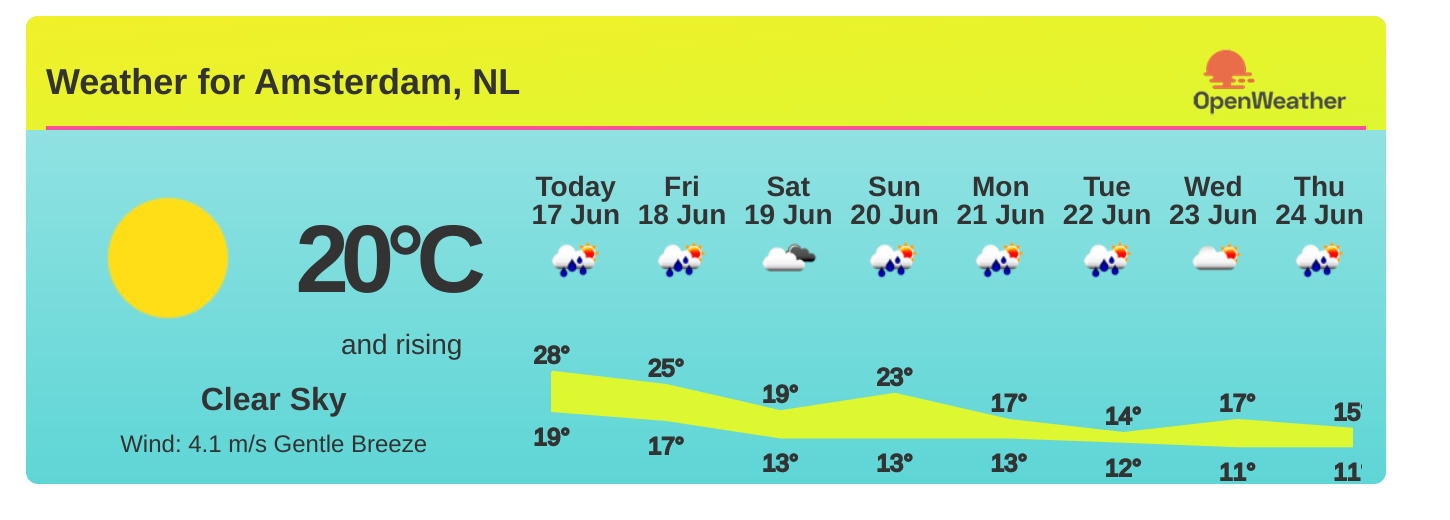 Weather for Amsterdam, NL
OpenWeather
20°C
and rising
Clear Sky
Wind: 4.1 m/s Gentle Breeze
Today Fri Sat Sun Mon Tue Wed Thu
17 Jun 18 Jun 19 Jun 20 Jun 21 Jun 22 Jun 23 Jun 24 Jun
28° 25° 19° 23° 17° 14° 17° 15°
19° 17° 13° 13° 13° 12° 11° 11°